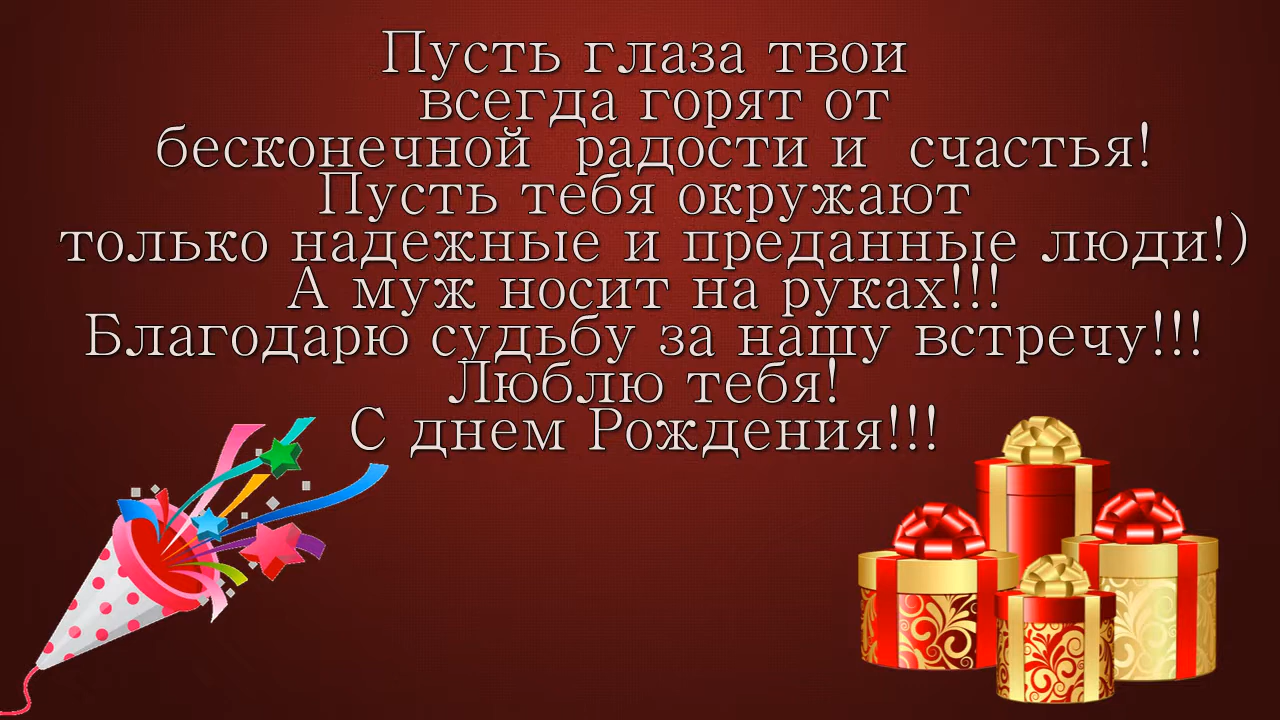 Пусть глаза твои
всегда горят от
бесконечной радости и счастья!
Пусть тебя окружают
только надежные и преданные люди!)
А муж носит на руках!!!
Благодарю судьбу за нашу встречу!!!
Люблю тебя!
С днем Рождения!!!